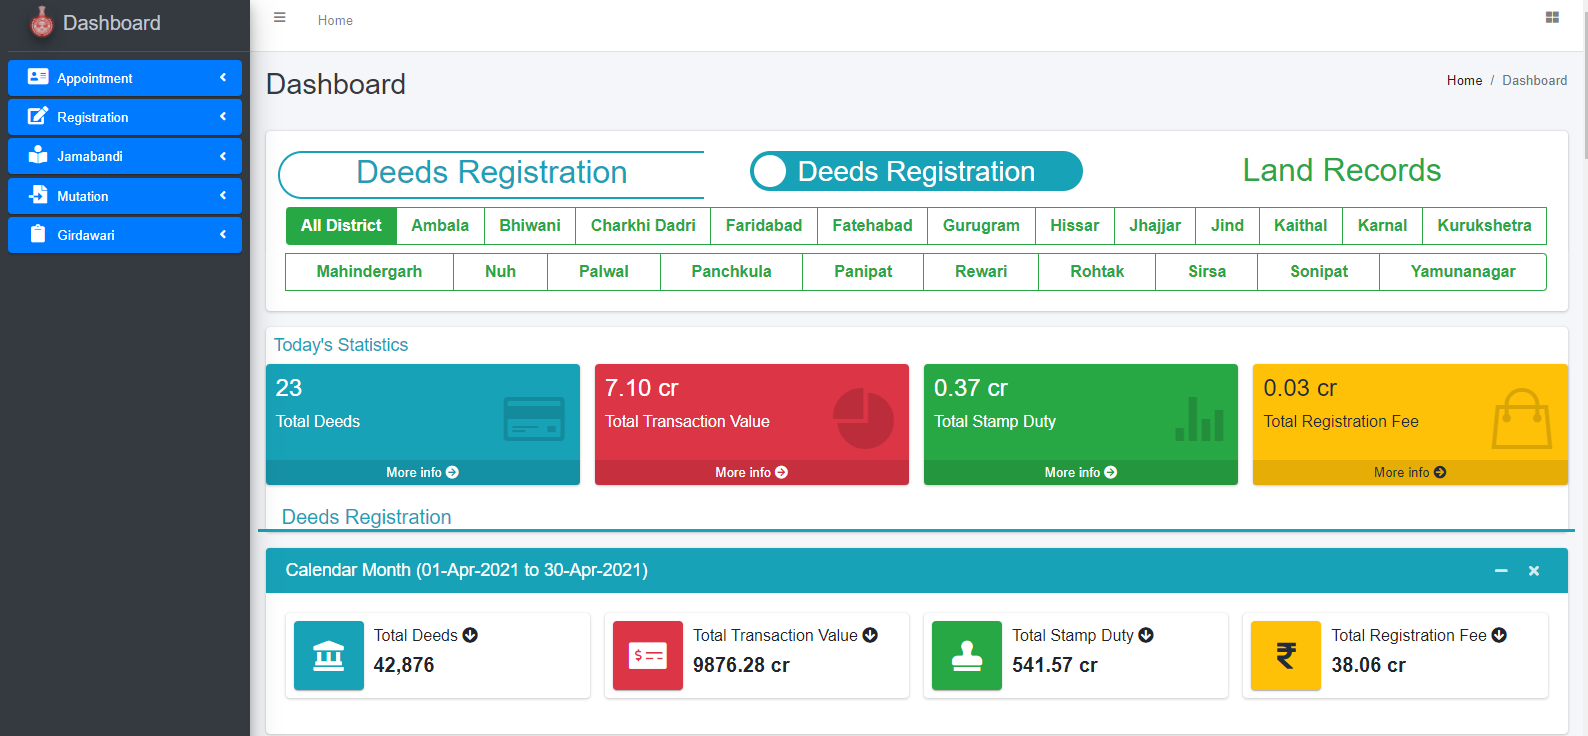 Dashboard
Appointment
Registration
Jamabandi
Mutation
Girdawari
Home
Dashboard
Home / Dashboard
Deeds Registration
Deeds Registration
Land Records
All District Ambala Bhiwani Charkhi Dadri Faridabad Fatehabad Gurugram Hissar Jhajjar Jind Kaithal Karnal Kurukshetra
Mahindergarh Nuh Palwal Panchkula Panipat Rewari Rohtak Sirsa Sonipat Yamunanagar
Today's Statistics
23
Total Deeds
More info
7.10 cr
Total Transaction Value
More info
0.37 cr
Total Stamp Duty
More info
0.03 cr
Total Registration Fee
More info
Deeds Registration
Calendar Month (01-Apr-2021 to 30-Apr-2021)
Total Deeds
42,876
Total Transaction Value
9876.28 cr
Total Stamp Duty
541.57 cr
₹
Total Registration Fee
38.06 cr